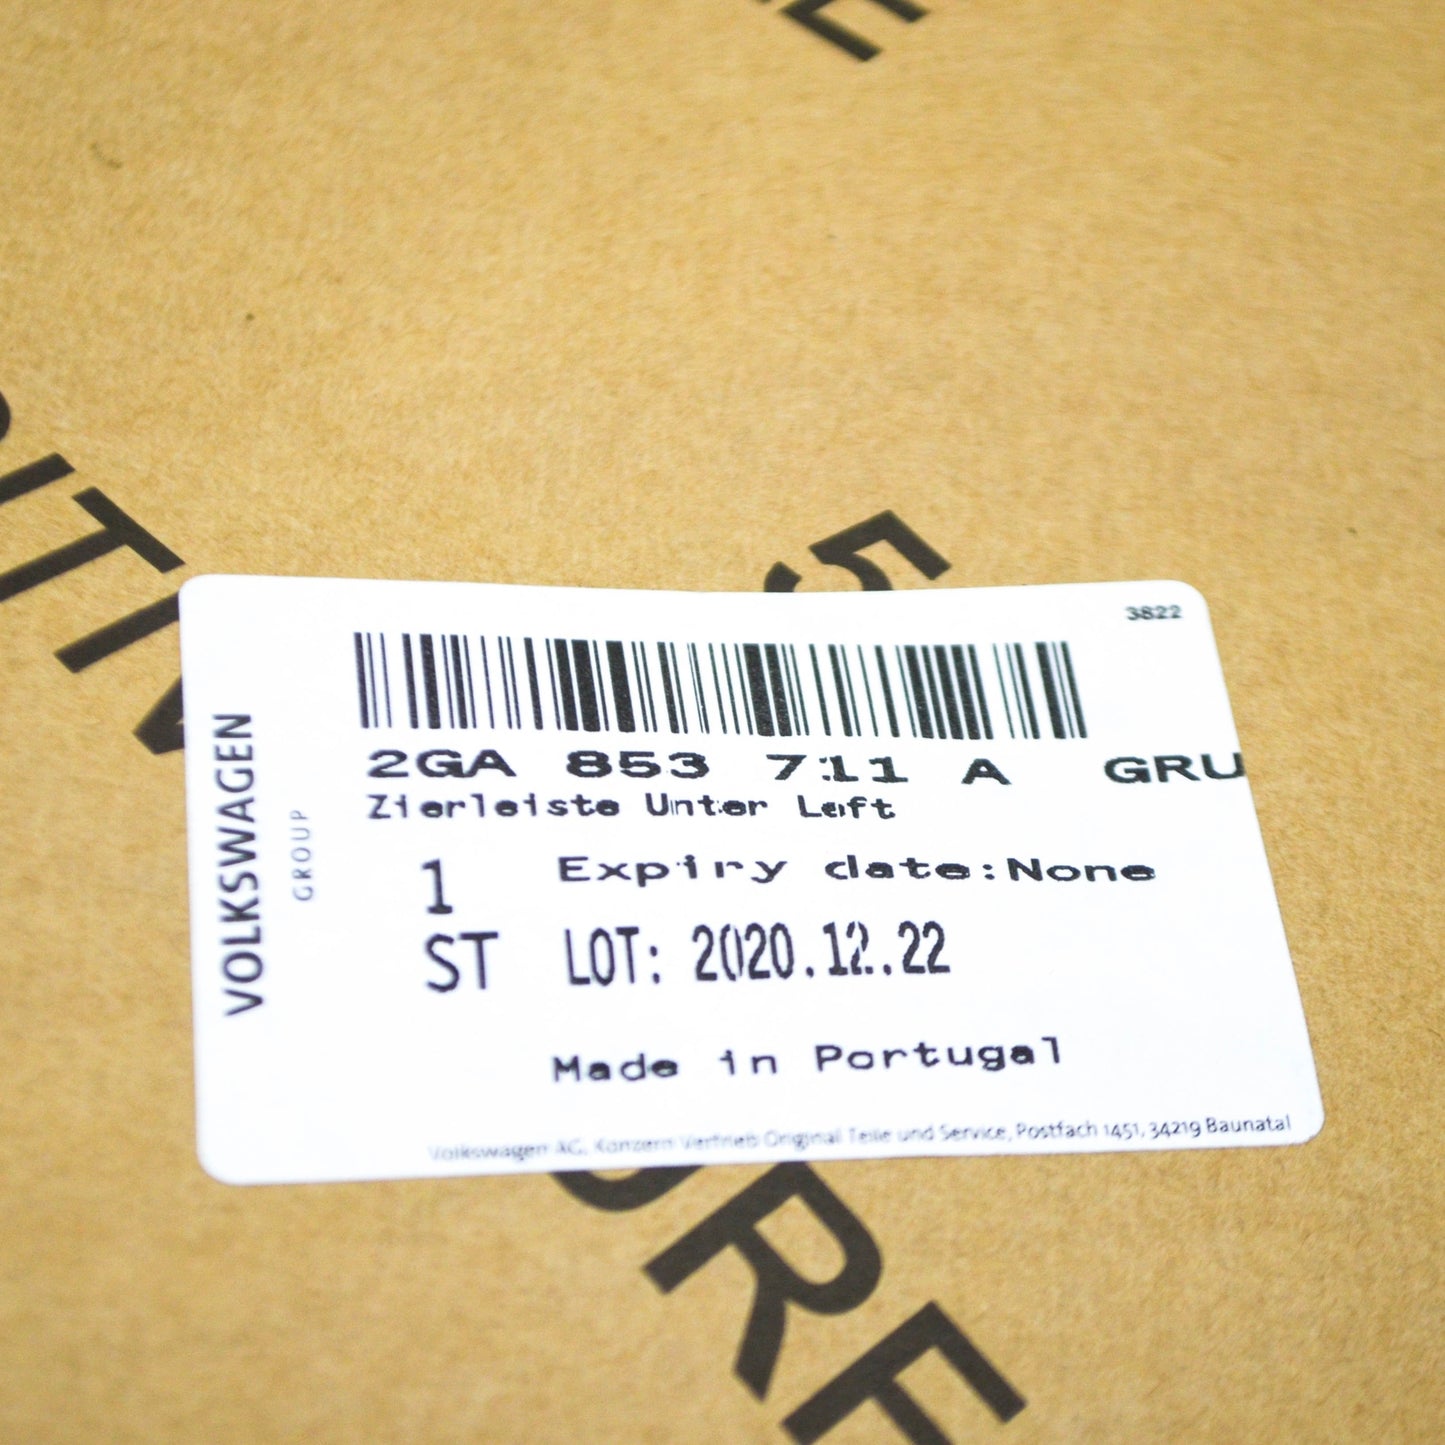 3822
2GA 853 711 A GRU
Zierleiste Unter Left
1
Expiry date:None
ST
LOT: 2020.12.22
Made in Portugal
Volkswagen AG, Konzern Vertrieb Original Teile und Service, Postfach 1451, 34219 Baunatal
VOLKSWAGEN
GROUP